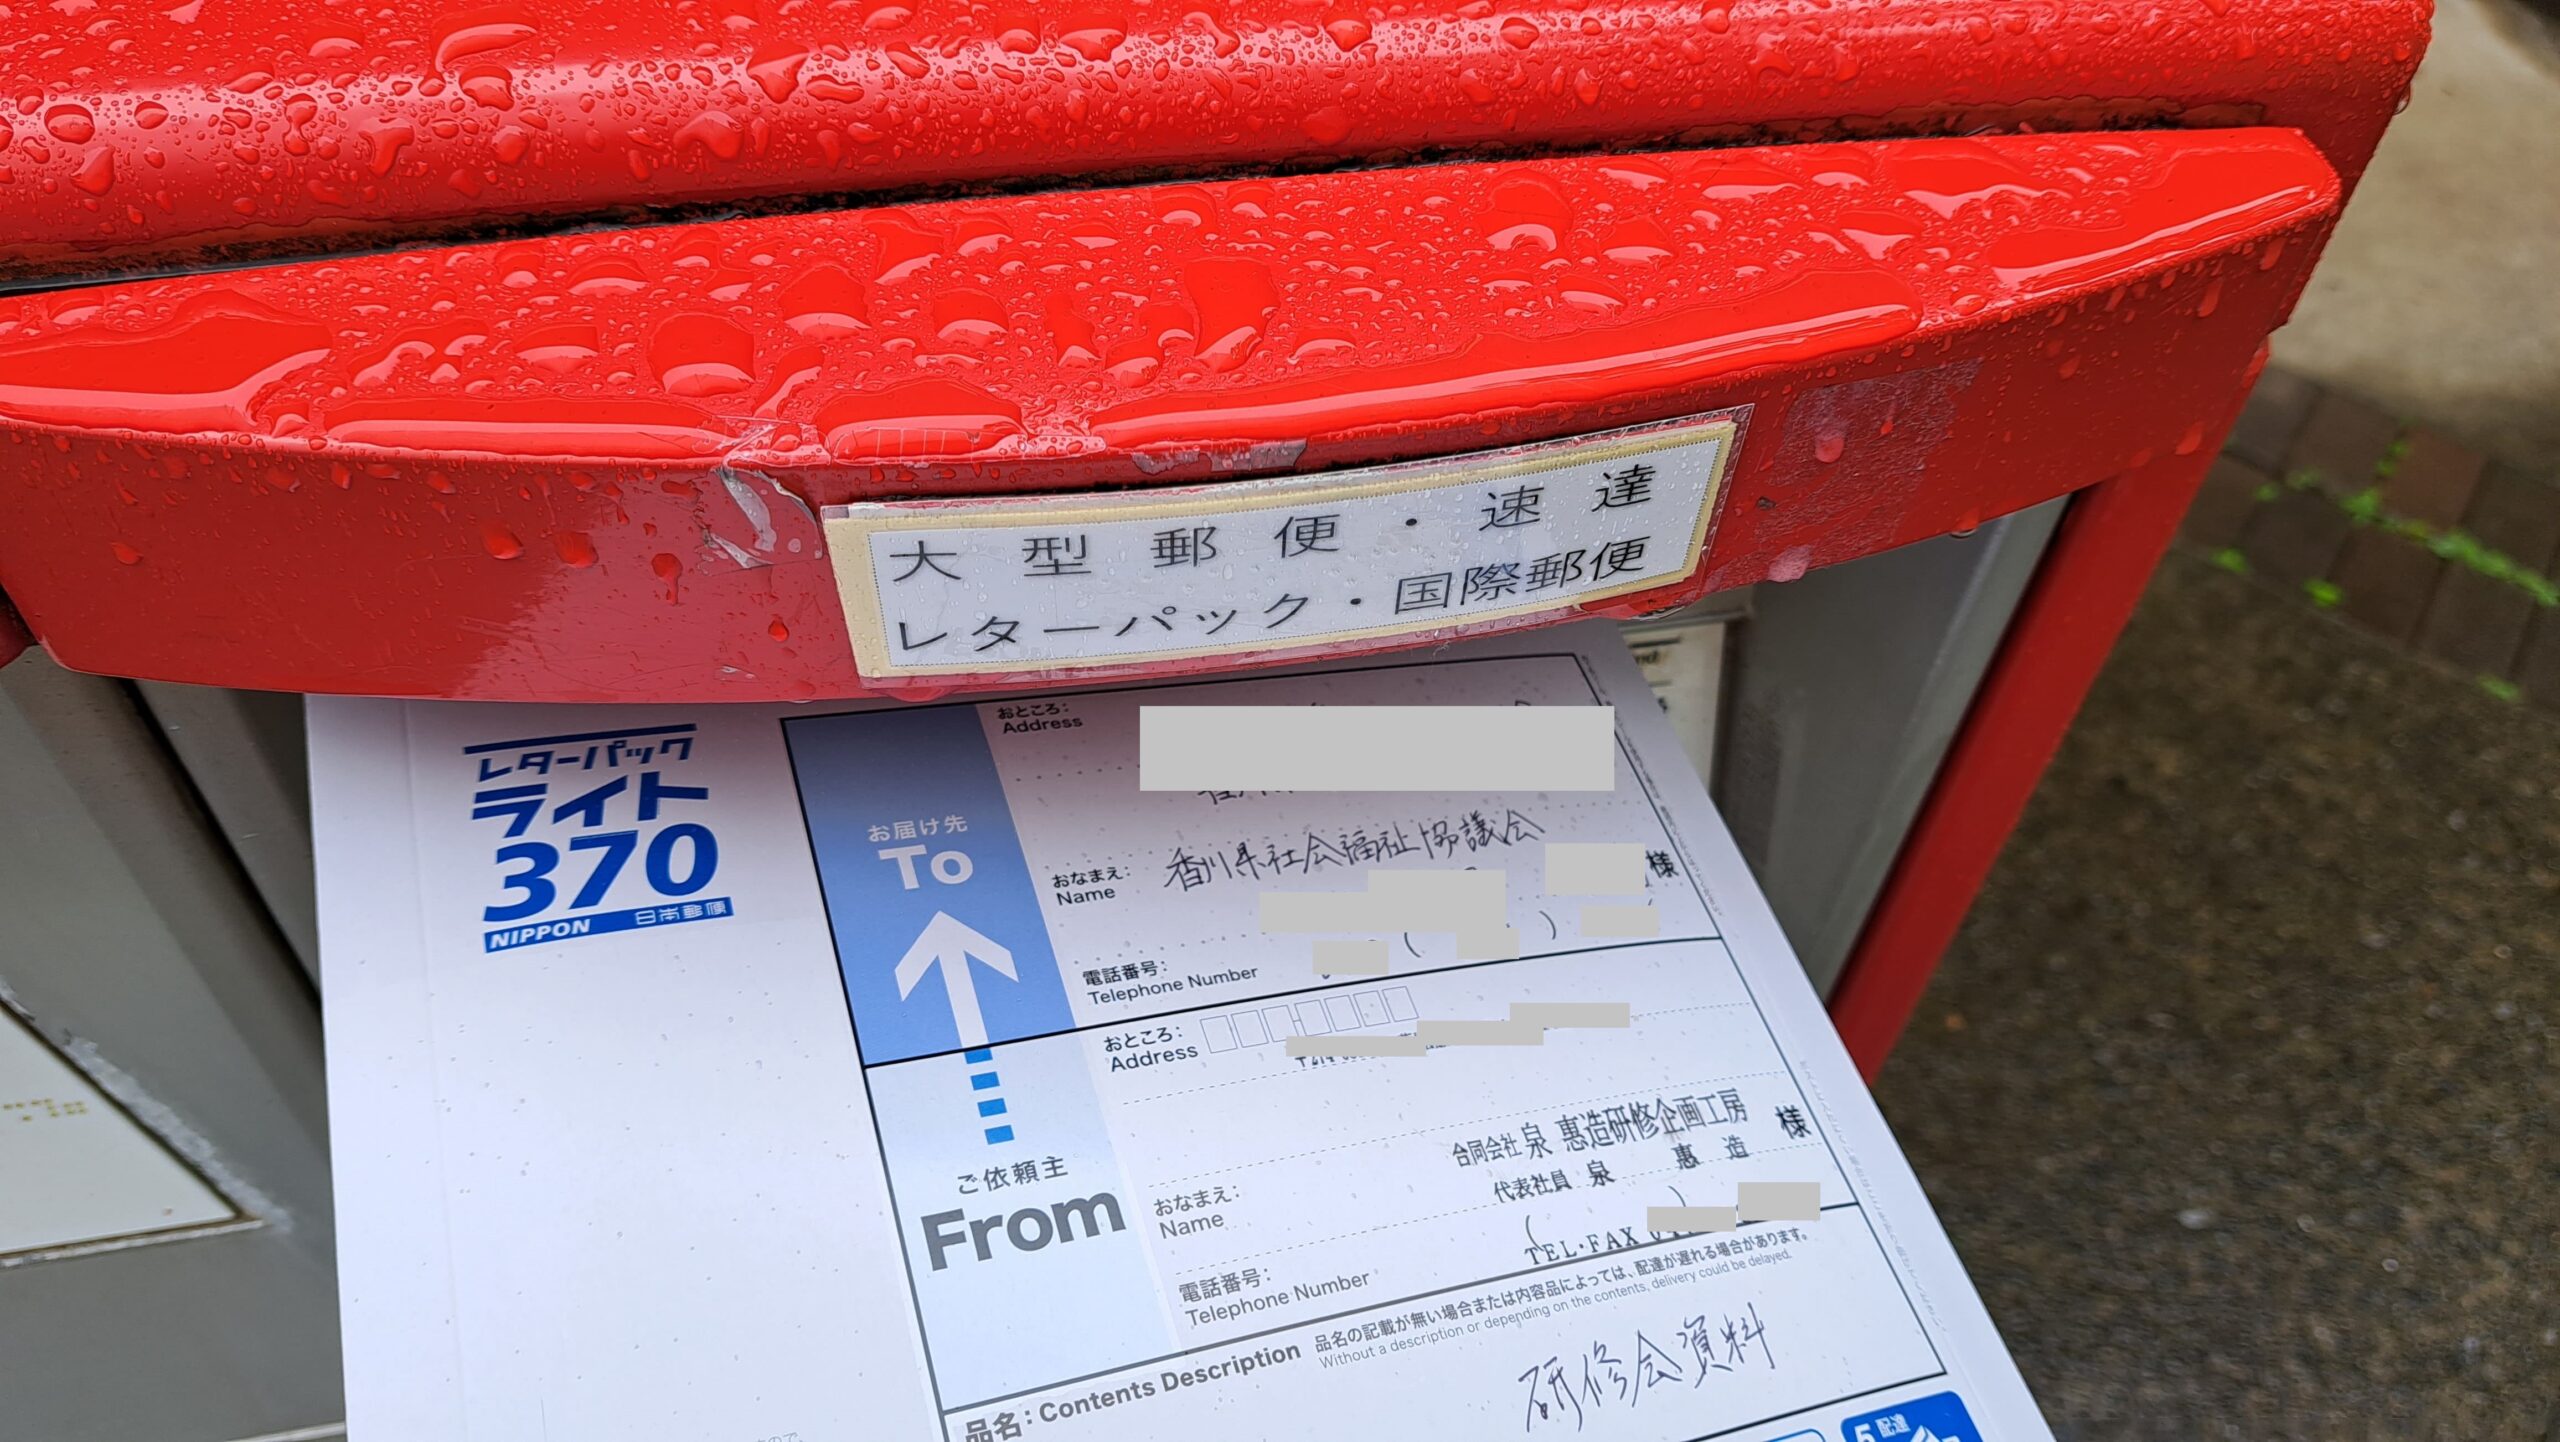 大型郵便・速達
レターパック・国際郵便
レターパック
ライト
370
NIPPON 日本郵便
お届け先
To
おところ:
Address
おなまえ:
Name
香川県社会福祉協議会
様
電話番号:
Telephone Number
( )
ご依頼主
From
おところ:
Address
おなまえ:
Name
合同会社 泉 惠造研修企画工房
代表社員 泉 惠造
様
電話番号:
Telephone Number
( )
TEL・FAX
品名: Contents Description
品名の記載が無い場合または内容品によっては、配達が遅れる場合があります。
Without a description or depending on the contents, delivery could be delayed.
研修会資料
5 配達